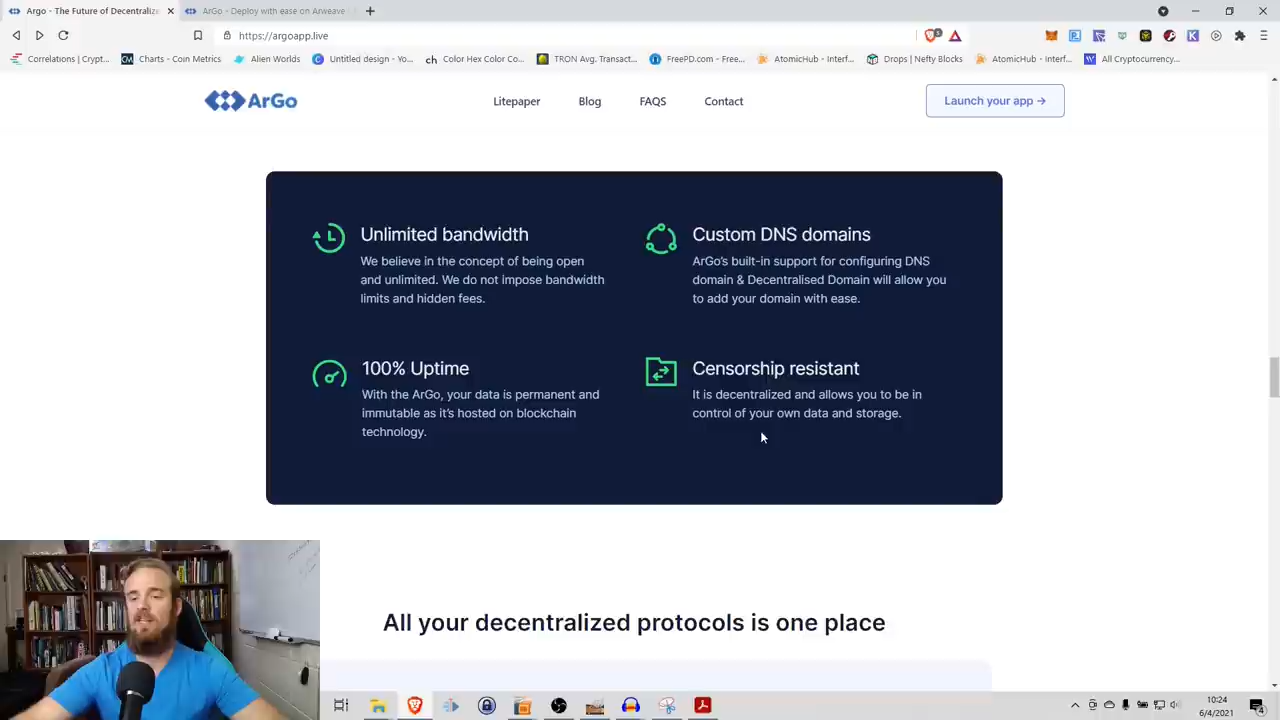 Argo - The Future of Decentralize
ArGo - Deploy with ease on Arweave
https://argoapp.live
Correlations | Crypt...
CM Charts - Coin Metrics
Alien Worlds
Untitled design - Yo...
ch Color Hex Color Co...
TRON Avg. Transact...
FreePD.com - Free...
AtomicHub - Interf...
Drops | Nefty Blocks
AtomicHub - Interf...
All Cryptocurrency...
ArGo
Litepaper
Blog
FAQS
Contact
Launch your app →
Unlimited bandwidth
We believe in the concept of being open
and unlimited. We do not impose bandwidth
limits and hidden fees.
Custom DNS domains
ArGo's built-in support for configuring DNS
domain & Decentralised Domain will allow you
to add your domain with ease.
100% Uptime
With the ArGo, your data is permanent and
immutable as it's hosted on blockchain
technology.
Censorship resistant
It is decentralized and allows you to be in
control of your own data and storage.
All your decentralized protocols is one place
10:24
6/4/2021